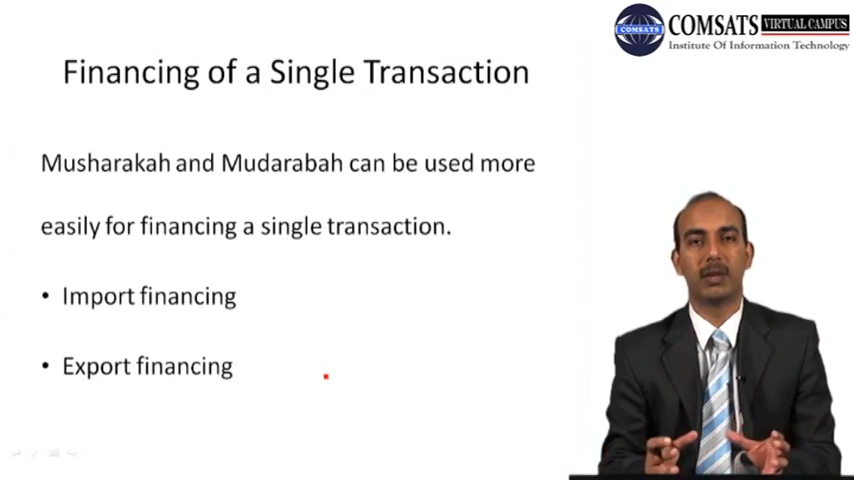 COMSATS VIRTUAL CAMPUS
Institute Of Information Technology
COMSATS
Financing of a Single Transaction
Musharakah and Mudarabah can be used more
easily for financing a single transaction.
• Import financing
• Export financing